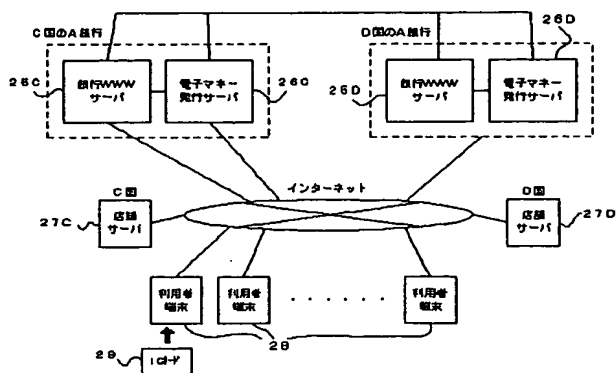 C国のA銀行
D国のA銀行
26D
25C
銀行WWW
サーバ
電子マネー
発行サーバ
26C
25D
銀行WWW
サーバ
電子マネー
発行サーバ
インターネット
C国
D国
27C
店舗
サーバ
店舗
サーバ
27D
利用者
端末
利用者
端末
・・・・・・
利用者
端末
28
29
ICカード